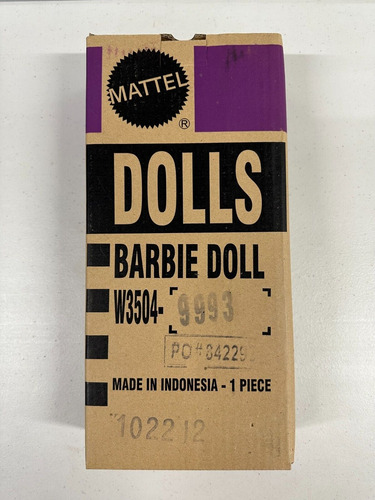 MATTEL
®
DOLLS
BARBIE DOLL
W3504- 9993
PO#84229
MADE IN INDONESIA - 1 PIECE
102212